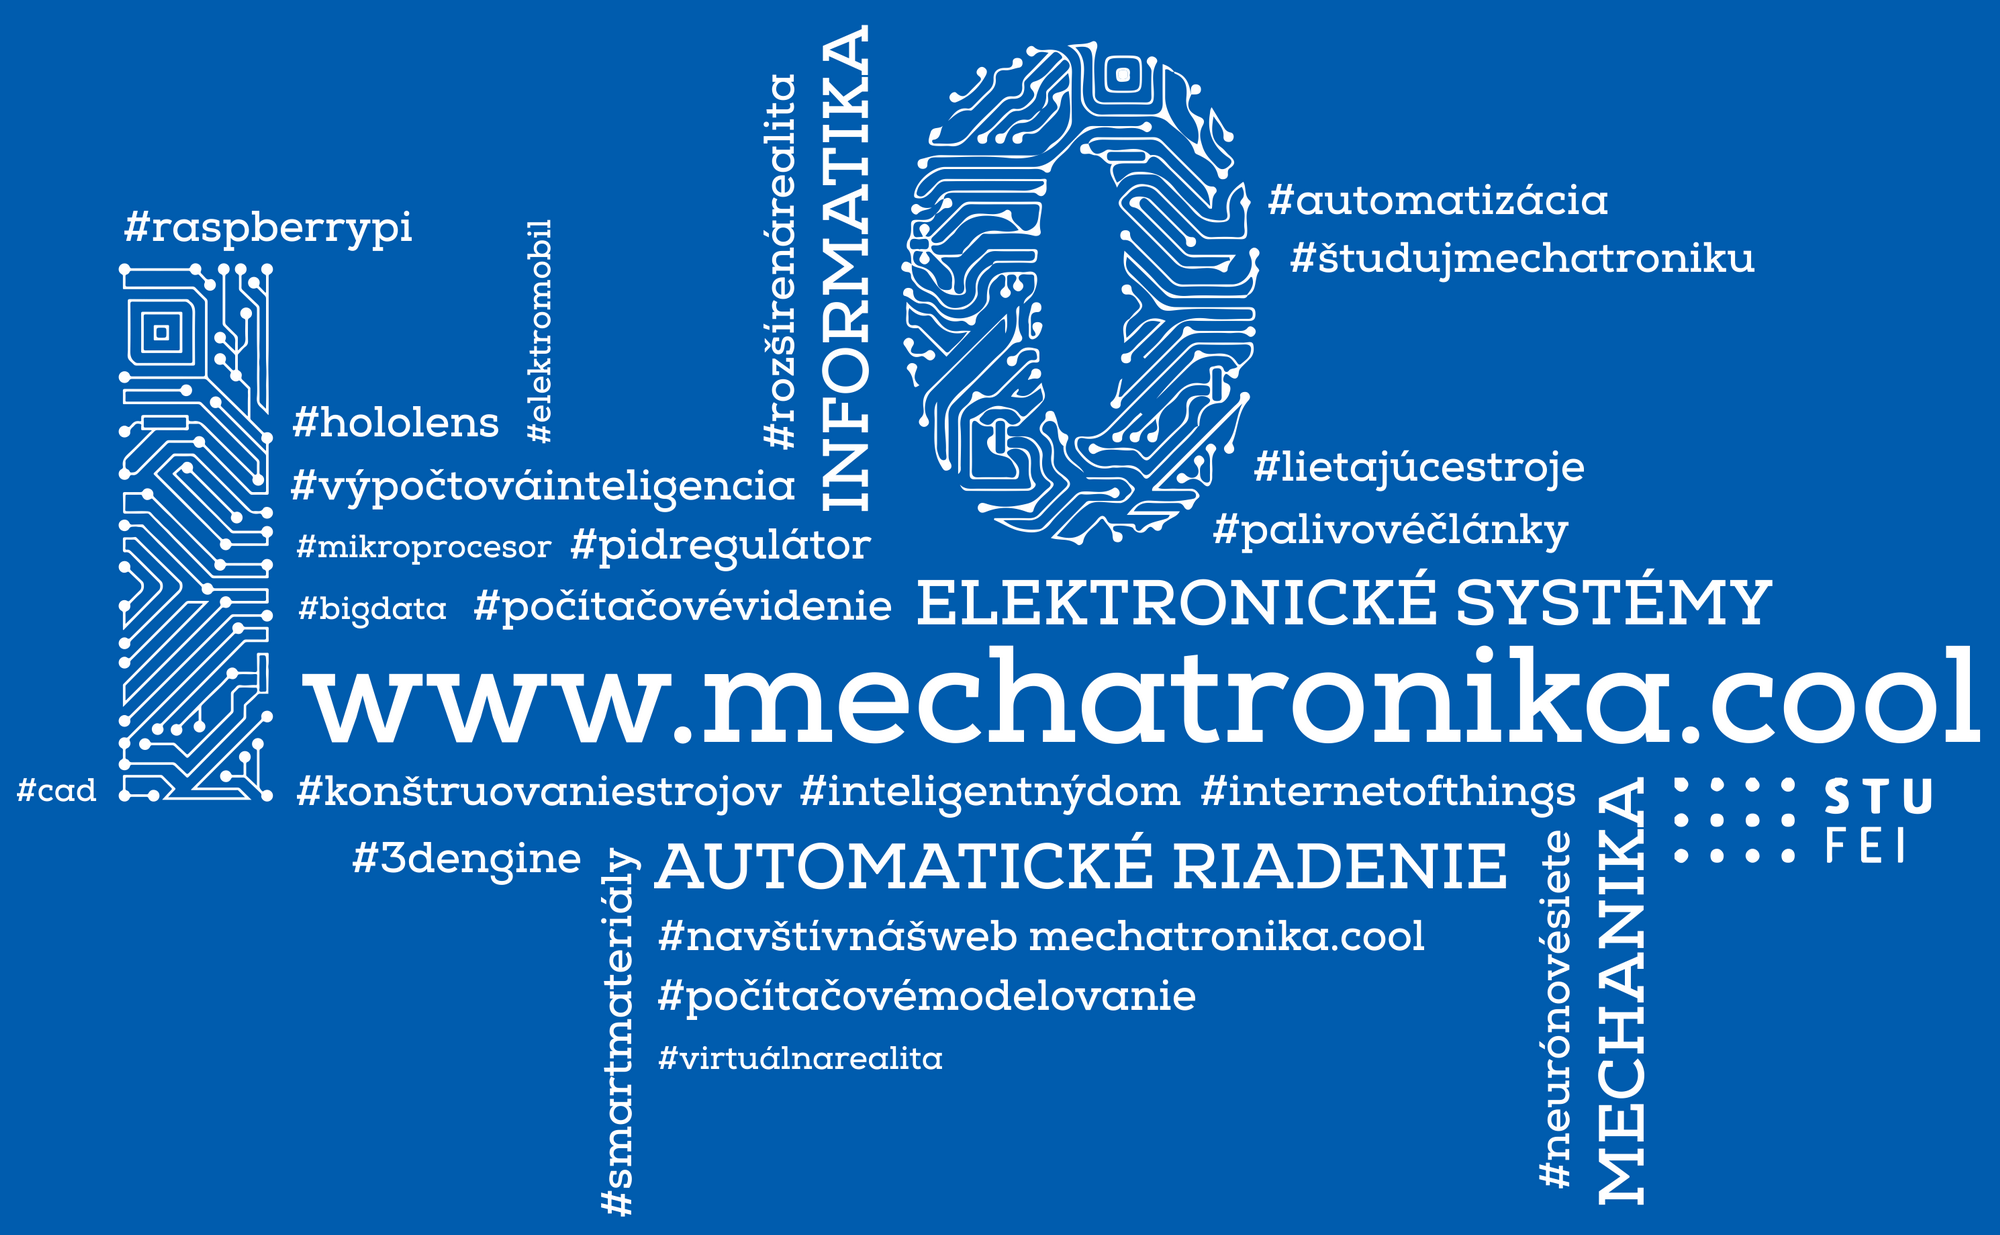 #raspberrypi
#elektromobil
#rozšírenárealita
INFORMATIKA
#automatizácia
#študujmechatroniku
#hololens
#výpočtováinteligencia
#lietajúcestroje
#mikroprocesor #pidregulátor
#palivovéčlánky
#bigdata #počítačovévidenie
ELEKTRONICKÉ SYSTÉMY
www.mechatronika.cool
#cad
#konštruovaniestrojov #inteligentnýdom #internetofthings
STU
FEI
#3dengine
#smartmateriály
AUTOMATICKÉ RIADENIE
#navštívnášweb mechatronika.cool
#počítačovémodelovanie
#virtuálnarealita
#neurónovésiete
MECHANIKA